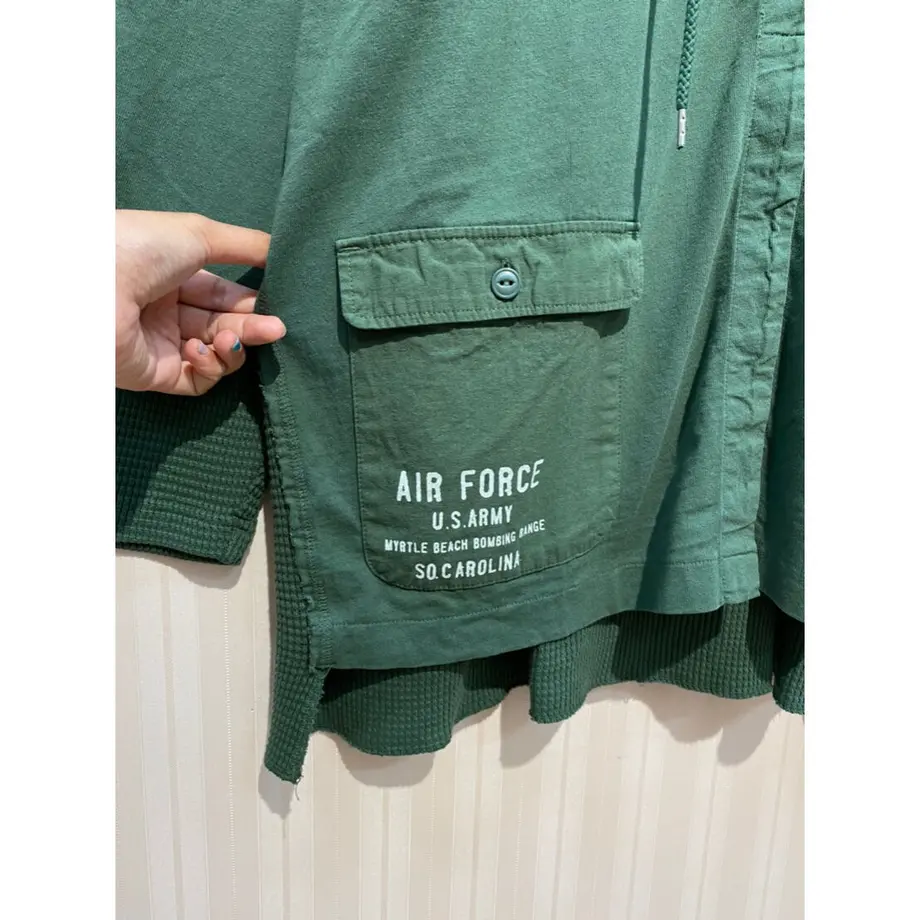 AIR FORCE
U.S.ARMY
MYRTLE BEACH BOMBING RANGE
SO.CAROLINA